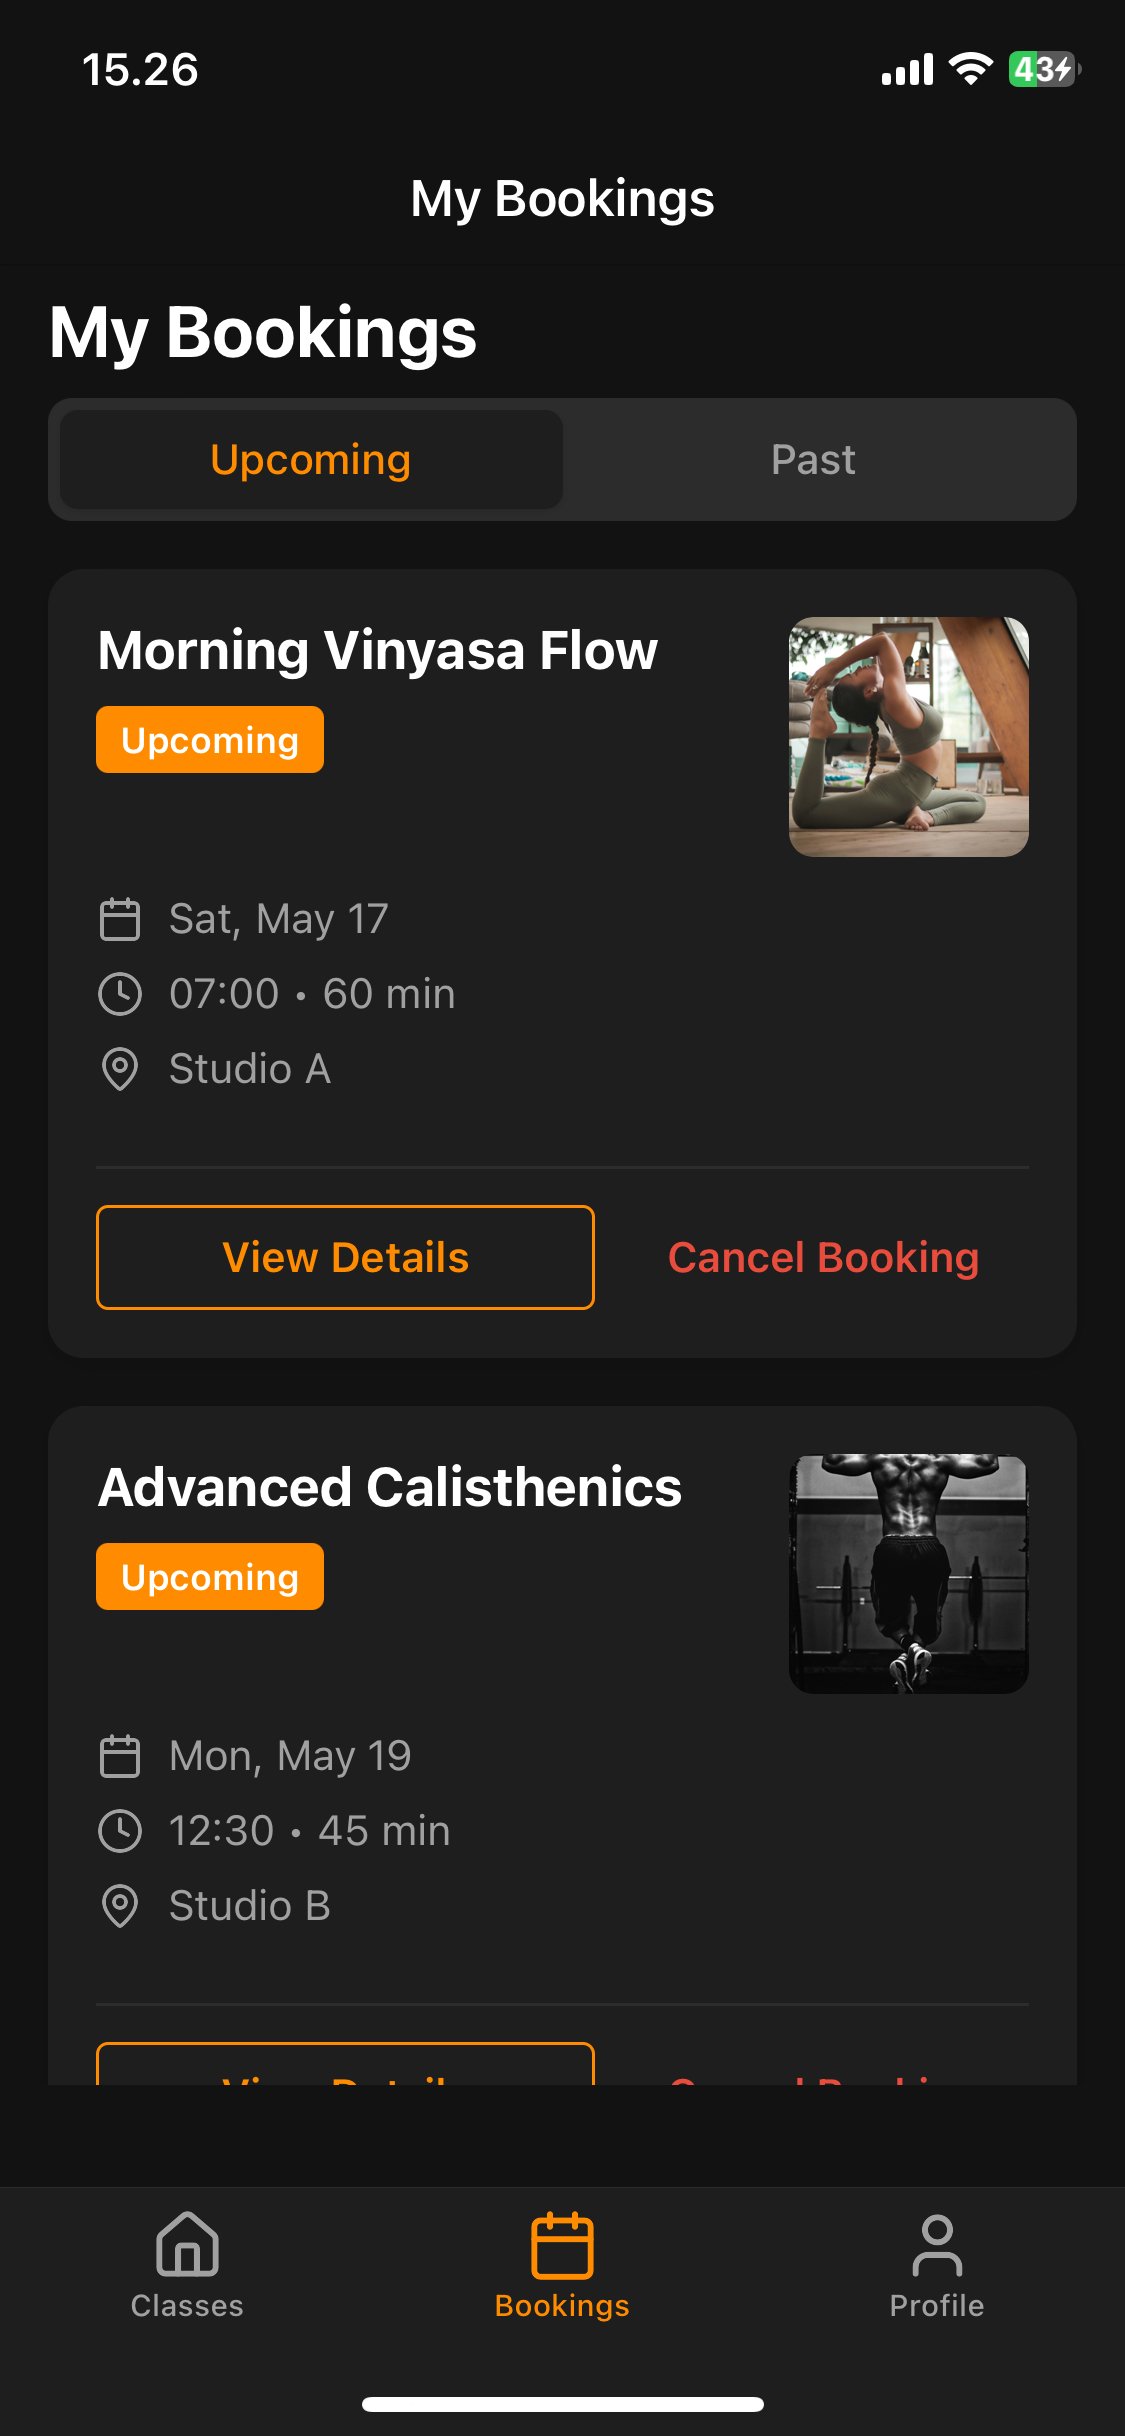 15.26
43
My Bookings
My Bookings
Upcoming Past
Morning Vinyasa Flow
Upcoming
Sat, May 17
07:00 • 60 min
Studio A
View Details Cancel Booking
Advanced Calisthenics
Upcoming
Mon, May 19
12:30 • 45 min
Studio B
Classes Bookings Profile